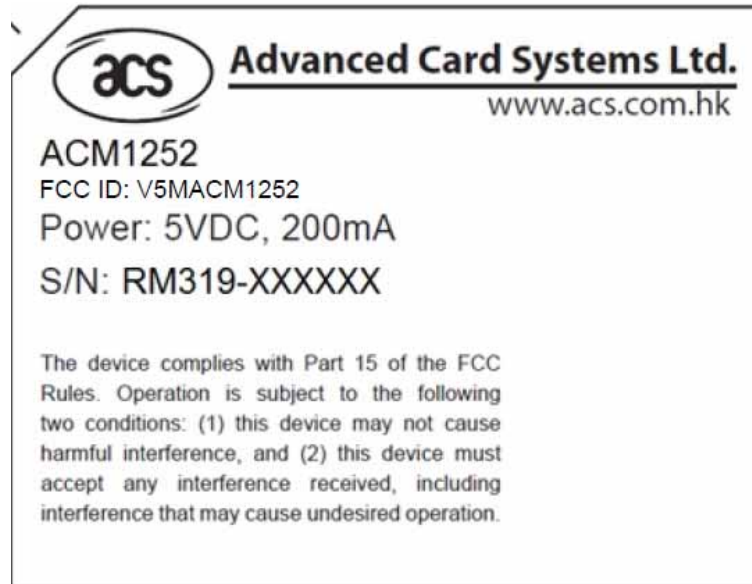 acs
Advanced Card Systems Ltd.
www.acs.com.hk
ACM1252
FCC ID: V5MACM1252
Power: 5VDC, 200mA
S/N: RM319-XXXXXX
The device complies with Part 15 of the FCC
Rules. Operation is subject to the following
two conditions: (1) this device may not cause
harmful interference, and (2) this device must
accept any interference received, including
interference that may cause undesired operation.